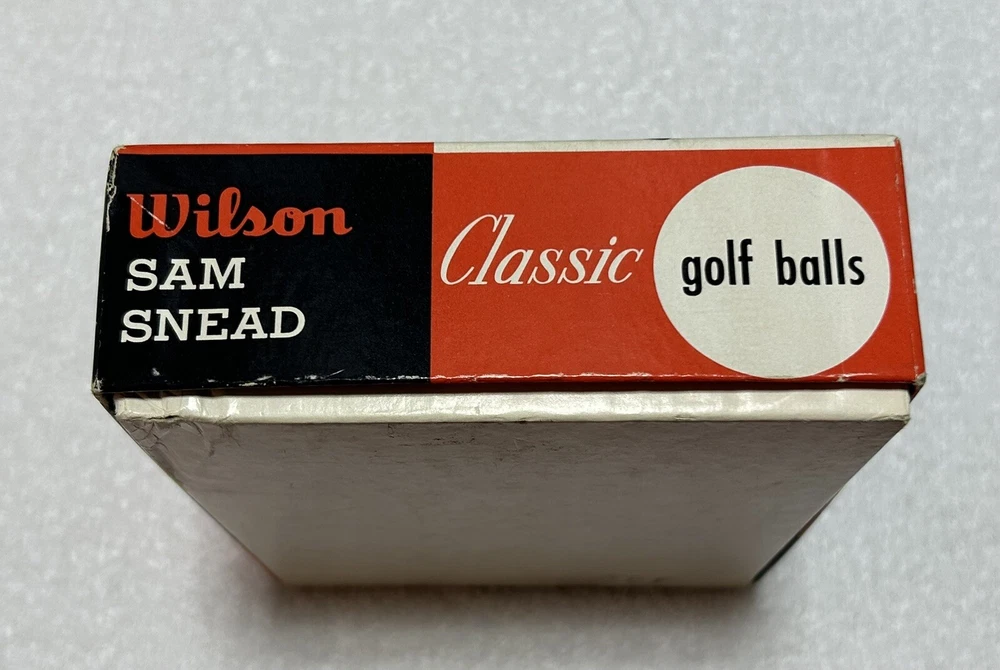 Wilson
SAM
SNEAD
Classic
golf balls